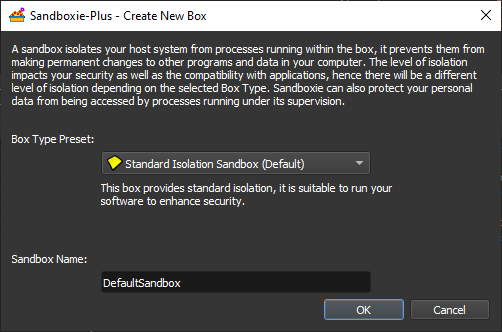 Sandboxie-Plus - Create New Box
A sandbox isolates your host system from processes running within the box, it prevents them from
making permanent changes to other programs and data in your computer. The level of isolation
impacts your security as well as the compatibility with applications, hence there will be a different
level of isolation depending on the selected Box Type. Sandboxie can also protect your personal
data from being accessed by processes running under its supervision.
Box Type Preset:
Standard Isolation Sandbox (Default)
This box provides standard isolation, it is suitable to run your
software to enhance security.
Sandbox Name:
DefaultSandbox
OK
Cancel